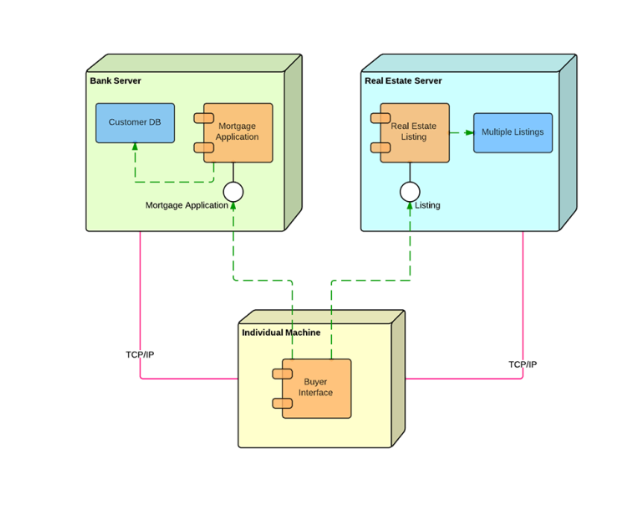 Bank Server
Real Estate Server
Customer DB
Mortgage
Application
Real Estate
Listing
Multiple Listings
Mortgage Application
Listing
Individual Machine
TCP/IP
TCP/IP
Buyer
Interface